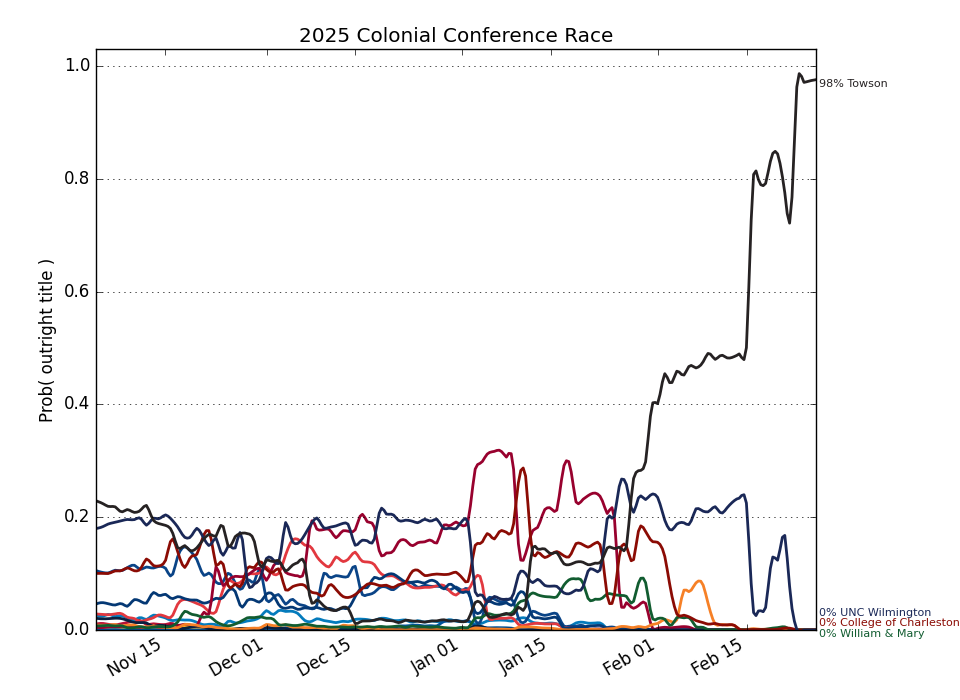 2025 Colonial Conference Race
1.0
98% Towson
0.8
Prob( outright title )
0.6
0.4
0.2
0% UNC Wilmington
0% College of Charleston
0.0
0% William & Mary
Nov 15
Dec 01
Dec 15
Jan 01
Jan 15
Feb 01
Feb 15